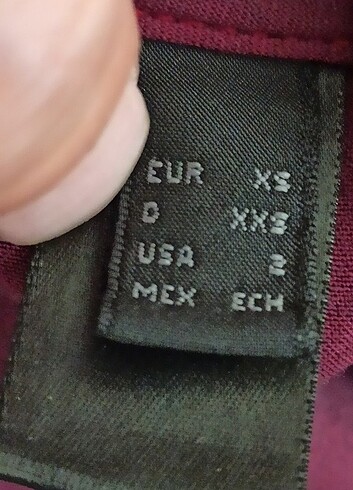 EUR XS
D XXS
USA 2
MEX ECH